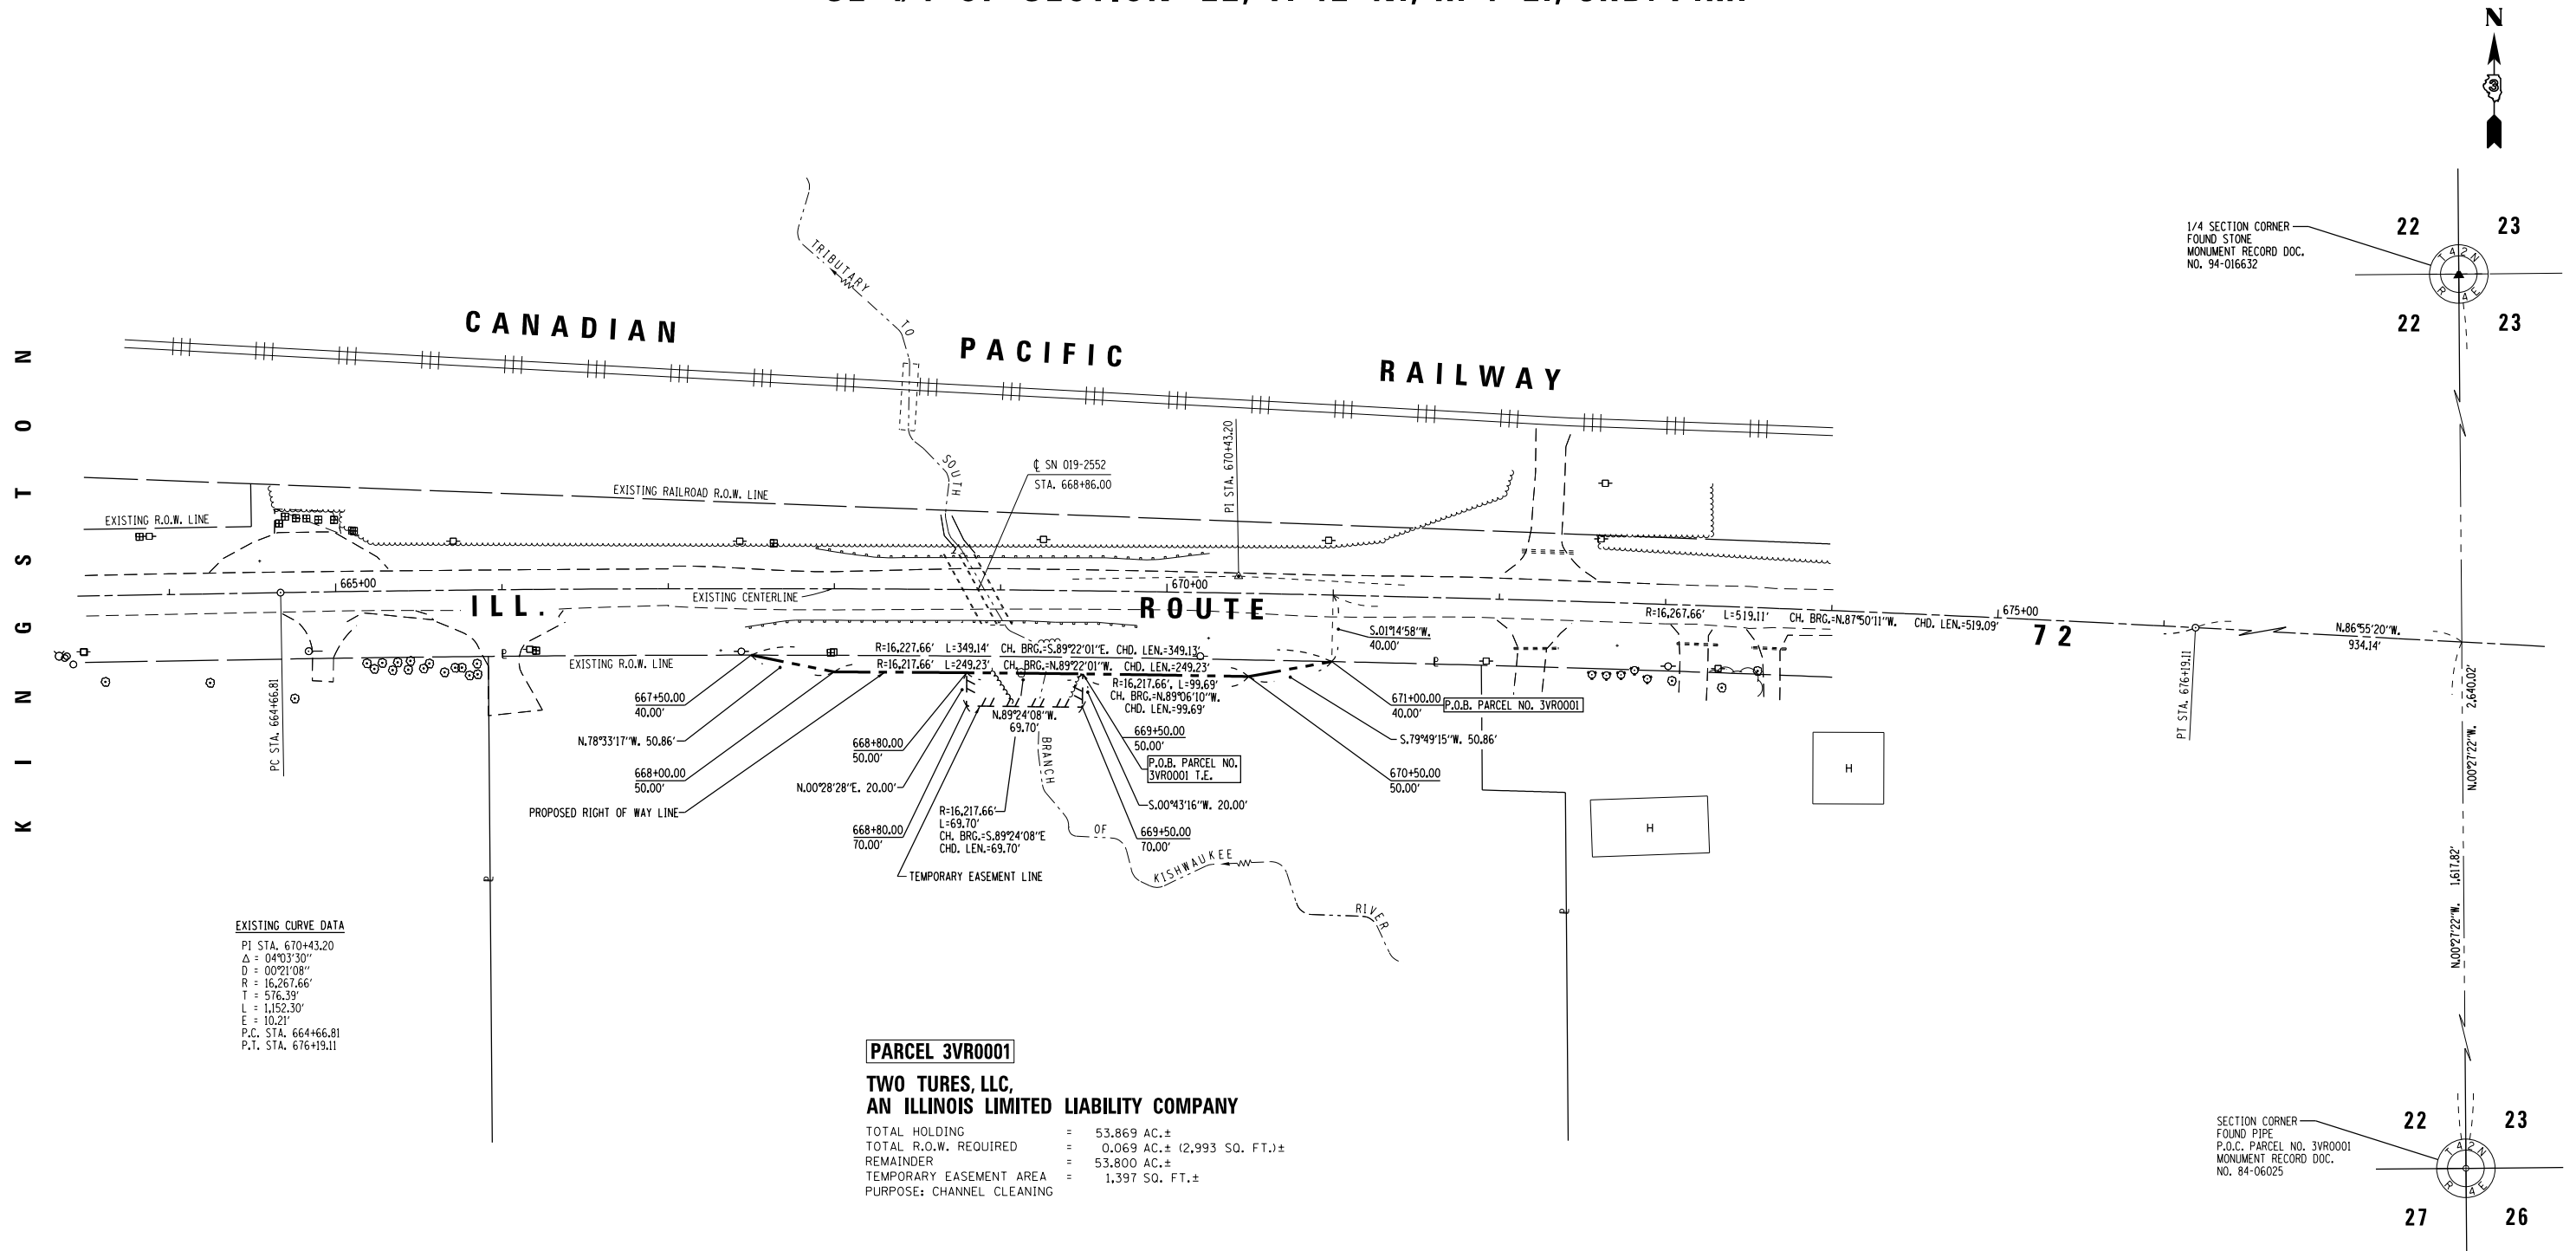 N
3
1/4 SECTION CORNER
FOUND STONE
MONUMENT RECORD DOC.
NO. 94-016632
22 23
T 42 N
R 4 E
22 23
CANADIAN PACIFIC RAILWAY
KINGSTON
TRIBUTARY TO SOUTH
℄ SN 019-2552
STA. 668+86.00
PI STA. 670+43.20
EXISTING RAILROAD R.O.W. LINE
EXISTING R.O.W. LINE
665+00
670+00
675+00
EXISTING CENTERLINE
ILL. ROUTE 72
R=16,267.66' L=519.11' CH. BRG.=N.87°50'11"W. CHD. LEN.=519.09'
N.86°55'20"W.
934.14'
S.01°14'58"W.
40.00'
EXISTING R.O.W. LINE
R=16,227.66' L=349.14' CH. BRG.=S.89°22'01"E. CHD. LEN.=349.13'
R=16,217.66' L=249.23' CH. BRG.=N.89°22'01"W. CHD. LEN.=249.23'
R=16,217.66', L=99.69'
CH. BRG.=N.89°06'10"W.
CHD. LEN.=99.69'
PC STA. 664+66.81
PT STA. 676+19.11
667+50.00
40.00'
N.78°33'17"W. 50.86'
668+00.00
50.00'
PROPOSED RIGHT OF WAY LINE
668+80.00
50.00'
N.00°28'28"E. 20.00'
668+80.00
70.00'
N.89°24'08"W.
69.70'
R=16,217.66'
L=69.70'
CH. BRG.=S.89°24'08"E
CHD. LEN.=69.70'
TEMPORARY EASEMENT LINE
669+50.00
50.00'
P.O.B. PARCEL NO.
3VR0001 T.E.
S.00°43'16"W. 20.00'
669+50.00
70.00'
671+00.00
40.00'
P.O.B. PARCEL NO. 3VR0001
S.79°49'15"W. 50.86'
670+50.00
50.00'
BRANCH OF KISHWAUKEE RIVER
H
H
N.00°27'22"W. 2,640.02'
N.00°27'22"W. 1,617.82'
EXISTING CURVE DATA
PI STA. 670+43.20
Δ = 04°03'30"
D = 00°21'08"
R = 16,267.66'
T = 576.39'
L = 1,152.30'
E = 10.21'
P.C. STA. 664+66.81
P.T. STA. 676+19.11
PARCEL 3VR0001
TWO TURES, LLC,
AN ILLINOIS LIMITED LIABILITY COMPANY
TOTAL HOLDING = 53.869 AC.±
TOTAL R.O.W. REQUIRED = 0.069 AC.± (2,993 SQ. FT.)±
REMAINDER = 53.800 AC.±
TEMPORARY EASEMENT AREA = 1,397 SQ. FT.±
PURPOSE: CHANNEL CLEANING
SECTION CORNER
FOUND PIPE
P.O.C. PARCEL NO. 3VR0001
MONUMENT RECORD DOC.
NO. 84-06025
22 23
T 42 N
R 4 E
27 26